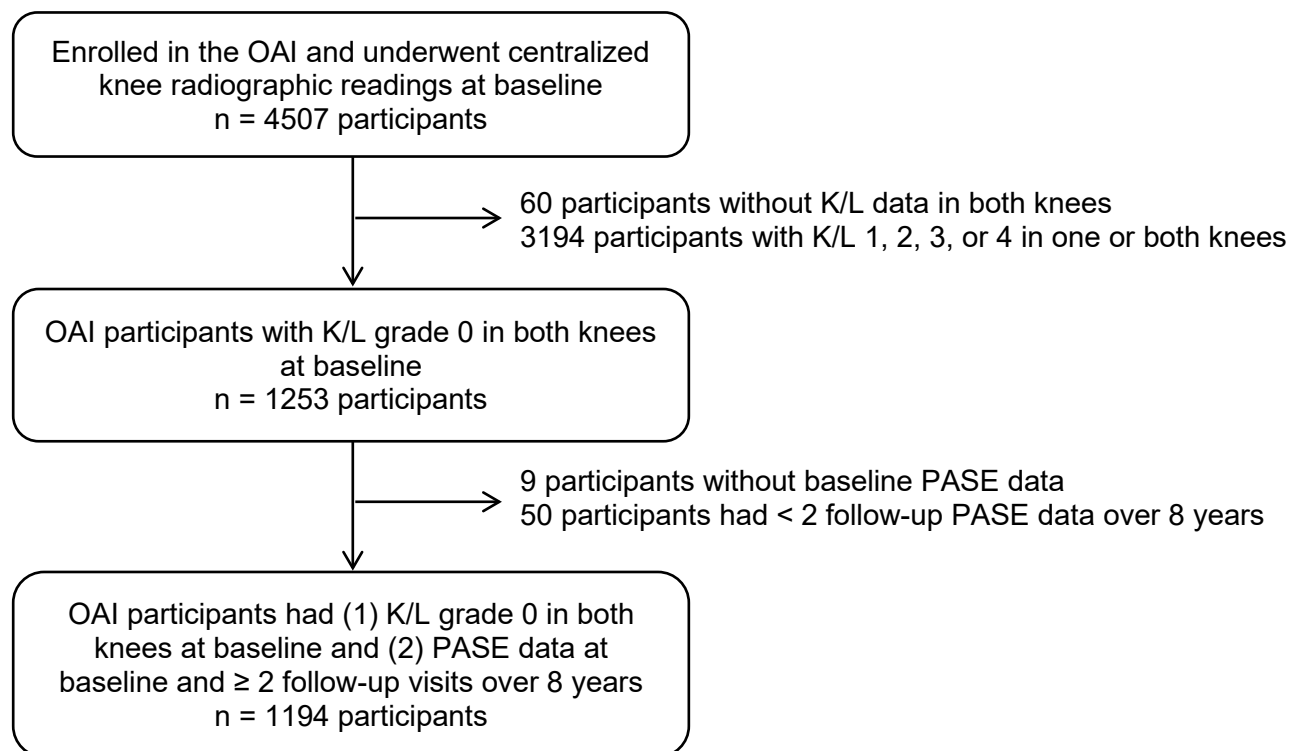 Enrolled in the OAI and underwent centralized
knee radiographic readings at baseline
n = 4507 participants
60 participants without K/L data in both knees
3194 participants with K/L 1, 2, 3, or 4 in one or both knees
OAI participants with K/L grade 0 in both knees
at baseline
n = 1253 participants
9 participants without baseline PASE data
50 participants had < 2 follow-up PASE data over 8 years
OAI participants had (1) K/L grade 0 in both
knees at baseline and (2) PASE data at
baseline and ≥ 2 follow-up visits over 8 years
n = 1194 participants